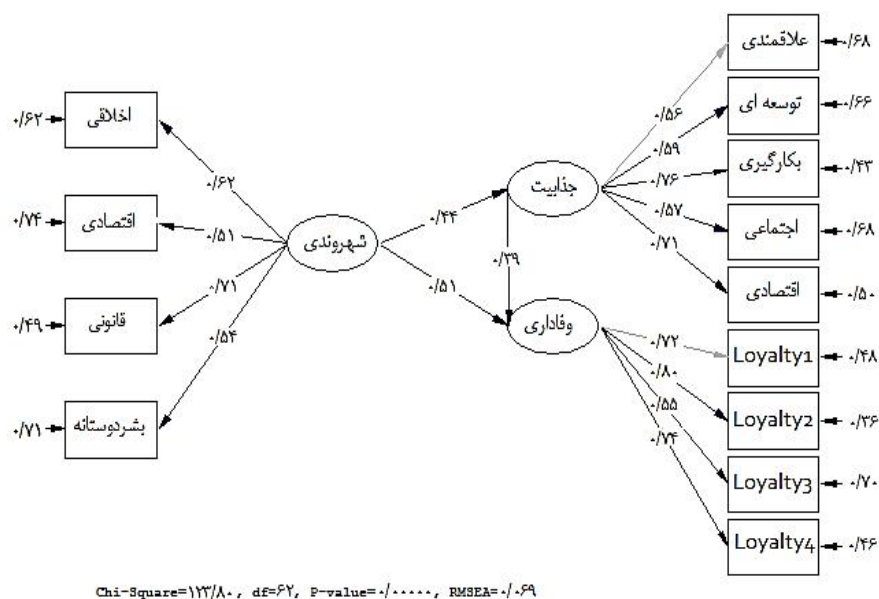 ۰/۶۲
اخلاقی
۰/۷۴
اقتصادی
۰/۴۹
قانونی
۰/۷۱
بشردوستانه
۰/۶۲
۰/۵۱
۰/۷۱
۰/۵۴
شهروندی
۰/۴۴
۰/۵۱
جذابیت
۰/۳۹
وفاداری
۰/۵۶
۰/۵۹
۰/۷۶
۰/۵۷
۰/۷۱
۰/۷۲
۰/۸۰
۰/۵۵
۰/۷۴
علاقمندی
۰/۶۸
توسعه ای
۰/۶۶
بکارگیری
۰/۴۳
اجتماعی
۰/۶۸
اقتصادی
۰/۵۰
Loyalty1
۰/۴۸
Loyalty2
۰/۳۶
Loyalty3
۰/۷۰
Loyalty4
۰/۴۶
Chi-Square=۱۲۳/۸۰, df=۶۲, P-value=۰/۰۰۰۰۰, RMSEA=۰/۰۶۹